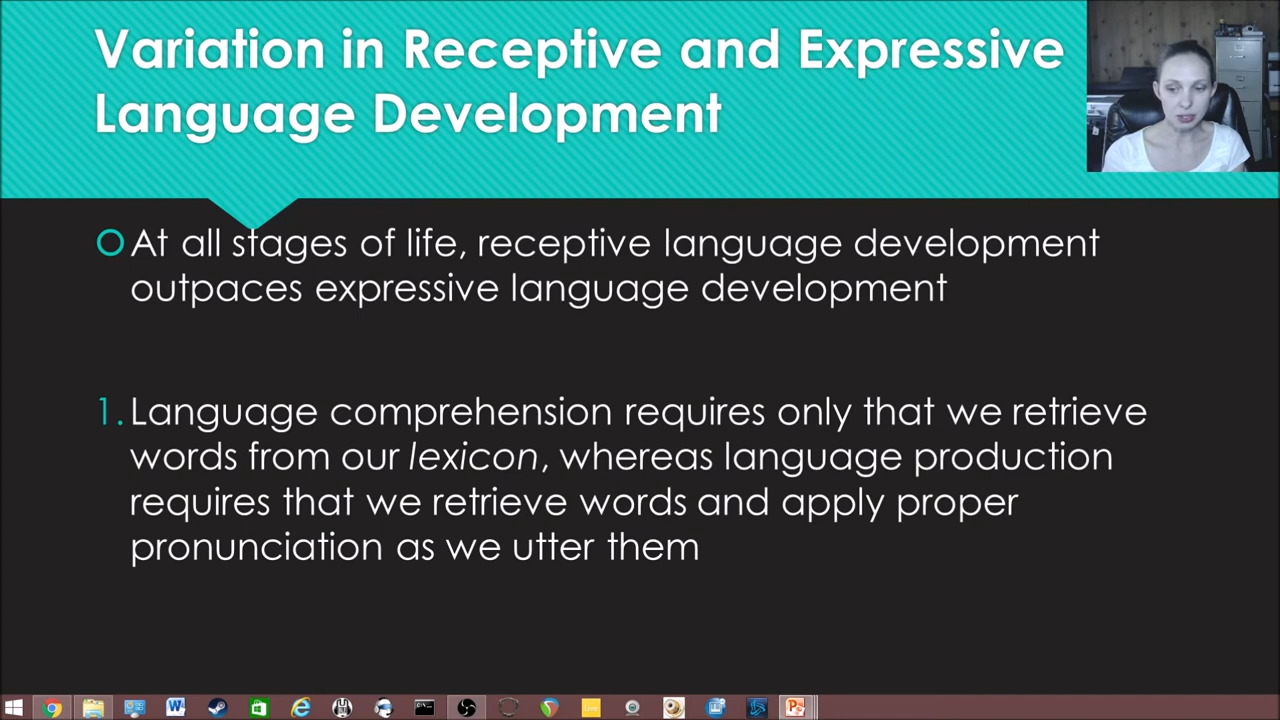 Variation in Receptive and Expressive
Language Development
At all stages of life, receptive language development
outpaces expressive language development
1. Language comprehension requires only that we retrieve
words from our lexicon, whereas language production
requires that we retrieve words and apply proper
pronunciation as we utter them